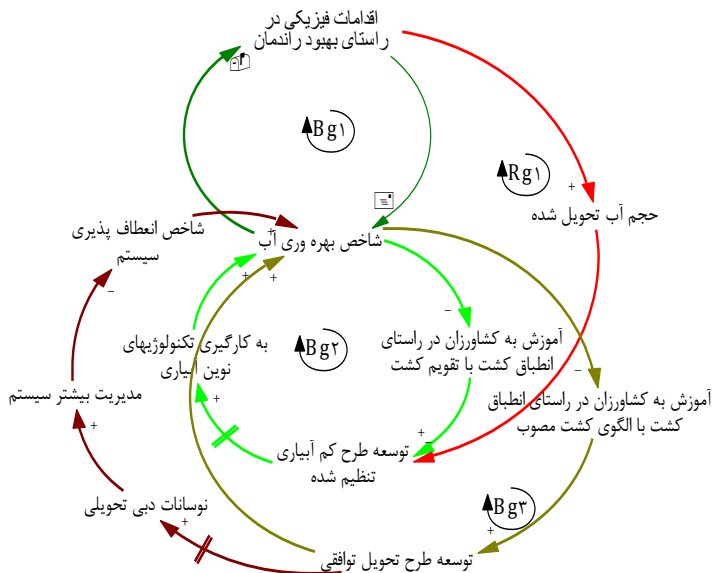 اقدامات فیزیکی در
راستای بهبود راندمان
Bg۱
Rg۱
+
حجم آب تحویل شده
شاخص انعطاف پذیری
سیستم
+
شاخص بهره وری آب
+
+
–
–
–
Bg۲
به کارگیری تکنولوژیهای
نوین آبیاری
آموزش به کشاورزان در راستای
انطباق کشت با تقویم کشت
مدیریت بیشتر سیستم
آموزش به کشاورزان در راستای انطباق
کشت با الگوی کشت مصوب
+
+
+
–
توسعه طرح کم آبیاری
تنظیم شده
نوسانات دبی تحویلی
+
Bg۳
+
توسعه طرح تحویل توافقی